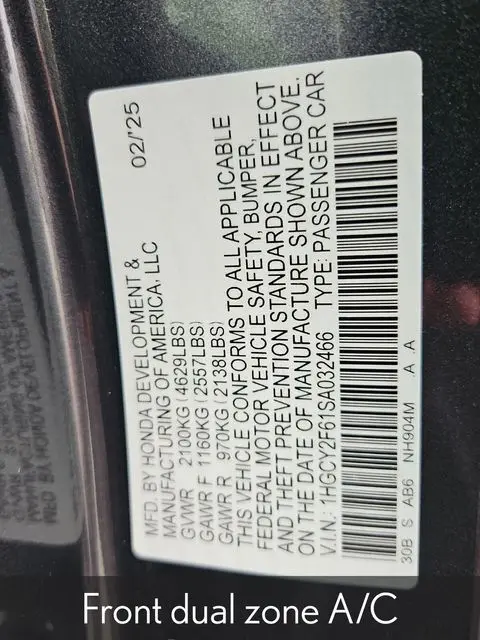 MFD. BY HONDA DEVELOPMENT & 02/'25
MANUFACTURING OF AMERICA, LLC
GVWR 2100KG (4629LBS)
GAWR F 1160KG (2557LBS)
GAWR R 970KG (2138LBS)
THIS VEHICLE CONFORMS TO ALL APPLICABLE
FEDERAL MOTOR VEHICLE SAFETY, BUMPER,
AND THEFT PREVENTION STANDARDS IN EFFECT
ON THE DATE OF MANUFACTURE SHOWN ABOVE.
V.I.N.: 1HGCY2F61SA032466 TYPE: PASSENGER CAR
30B S AB6 NH904M .A .A
Front dual zone A/C